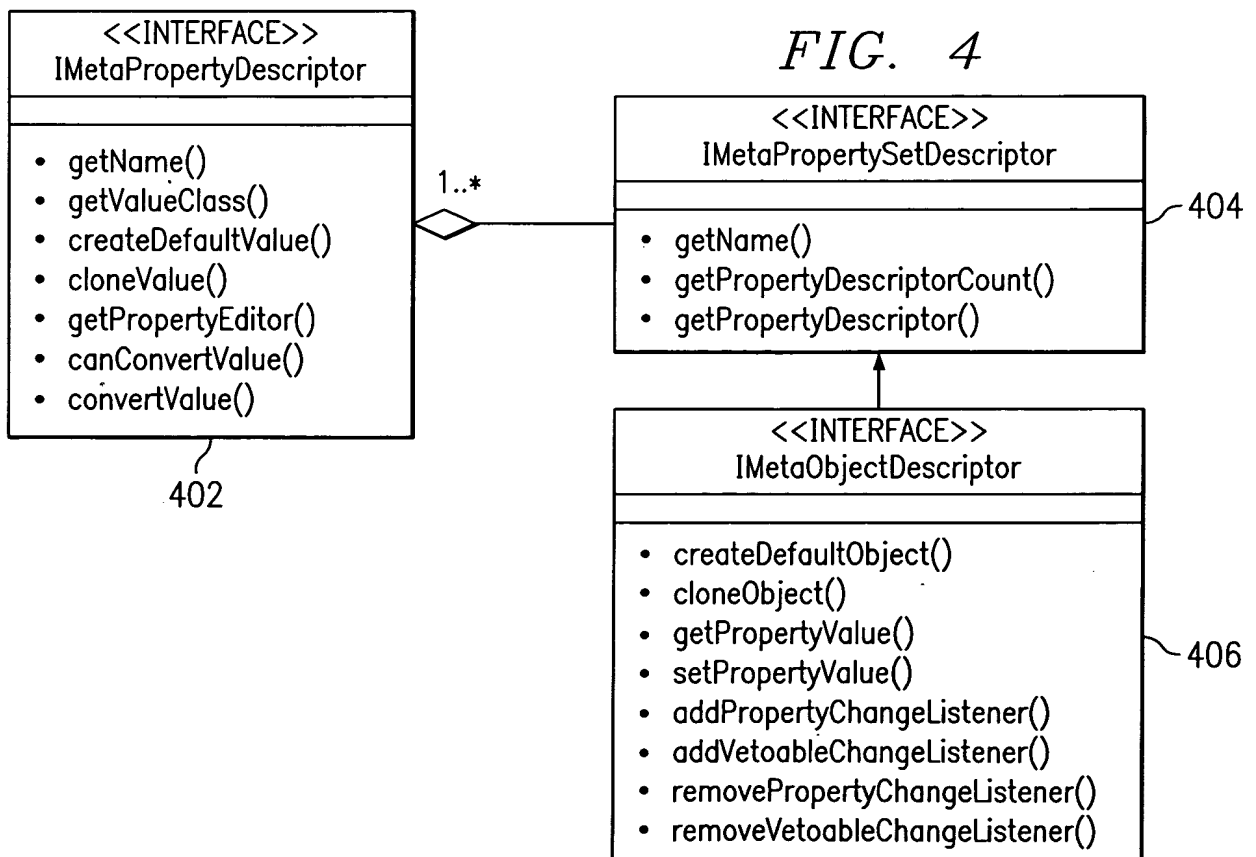 <<INTERFACE>>
IMetaPropertyDescriptor
• getName()
• getValueClass()
• createDefaultValue()
• cloneValue()
• getPropertyEditor()
• canConvertValue()
• convertValue()
402
1..*
FIG. 4
<<INTERFACE>>
IMetaPropertySetDescriptor
• getName()
• getPropertyDescriptorCount()
• getPropertyDescriptor()
404
<<INTERFACE>>
IMetaObjectDescriptor
• createDefaultObject()
• cloneObject()
• getPropertyValue()
• setPropertyValue()
• addPropertyChangeListener()
• addVetoableChangeListener()
• removePropertyChangeListener()
• removeVetoableChangeListener()
406